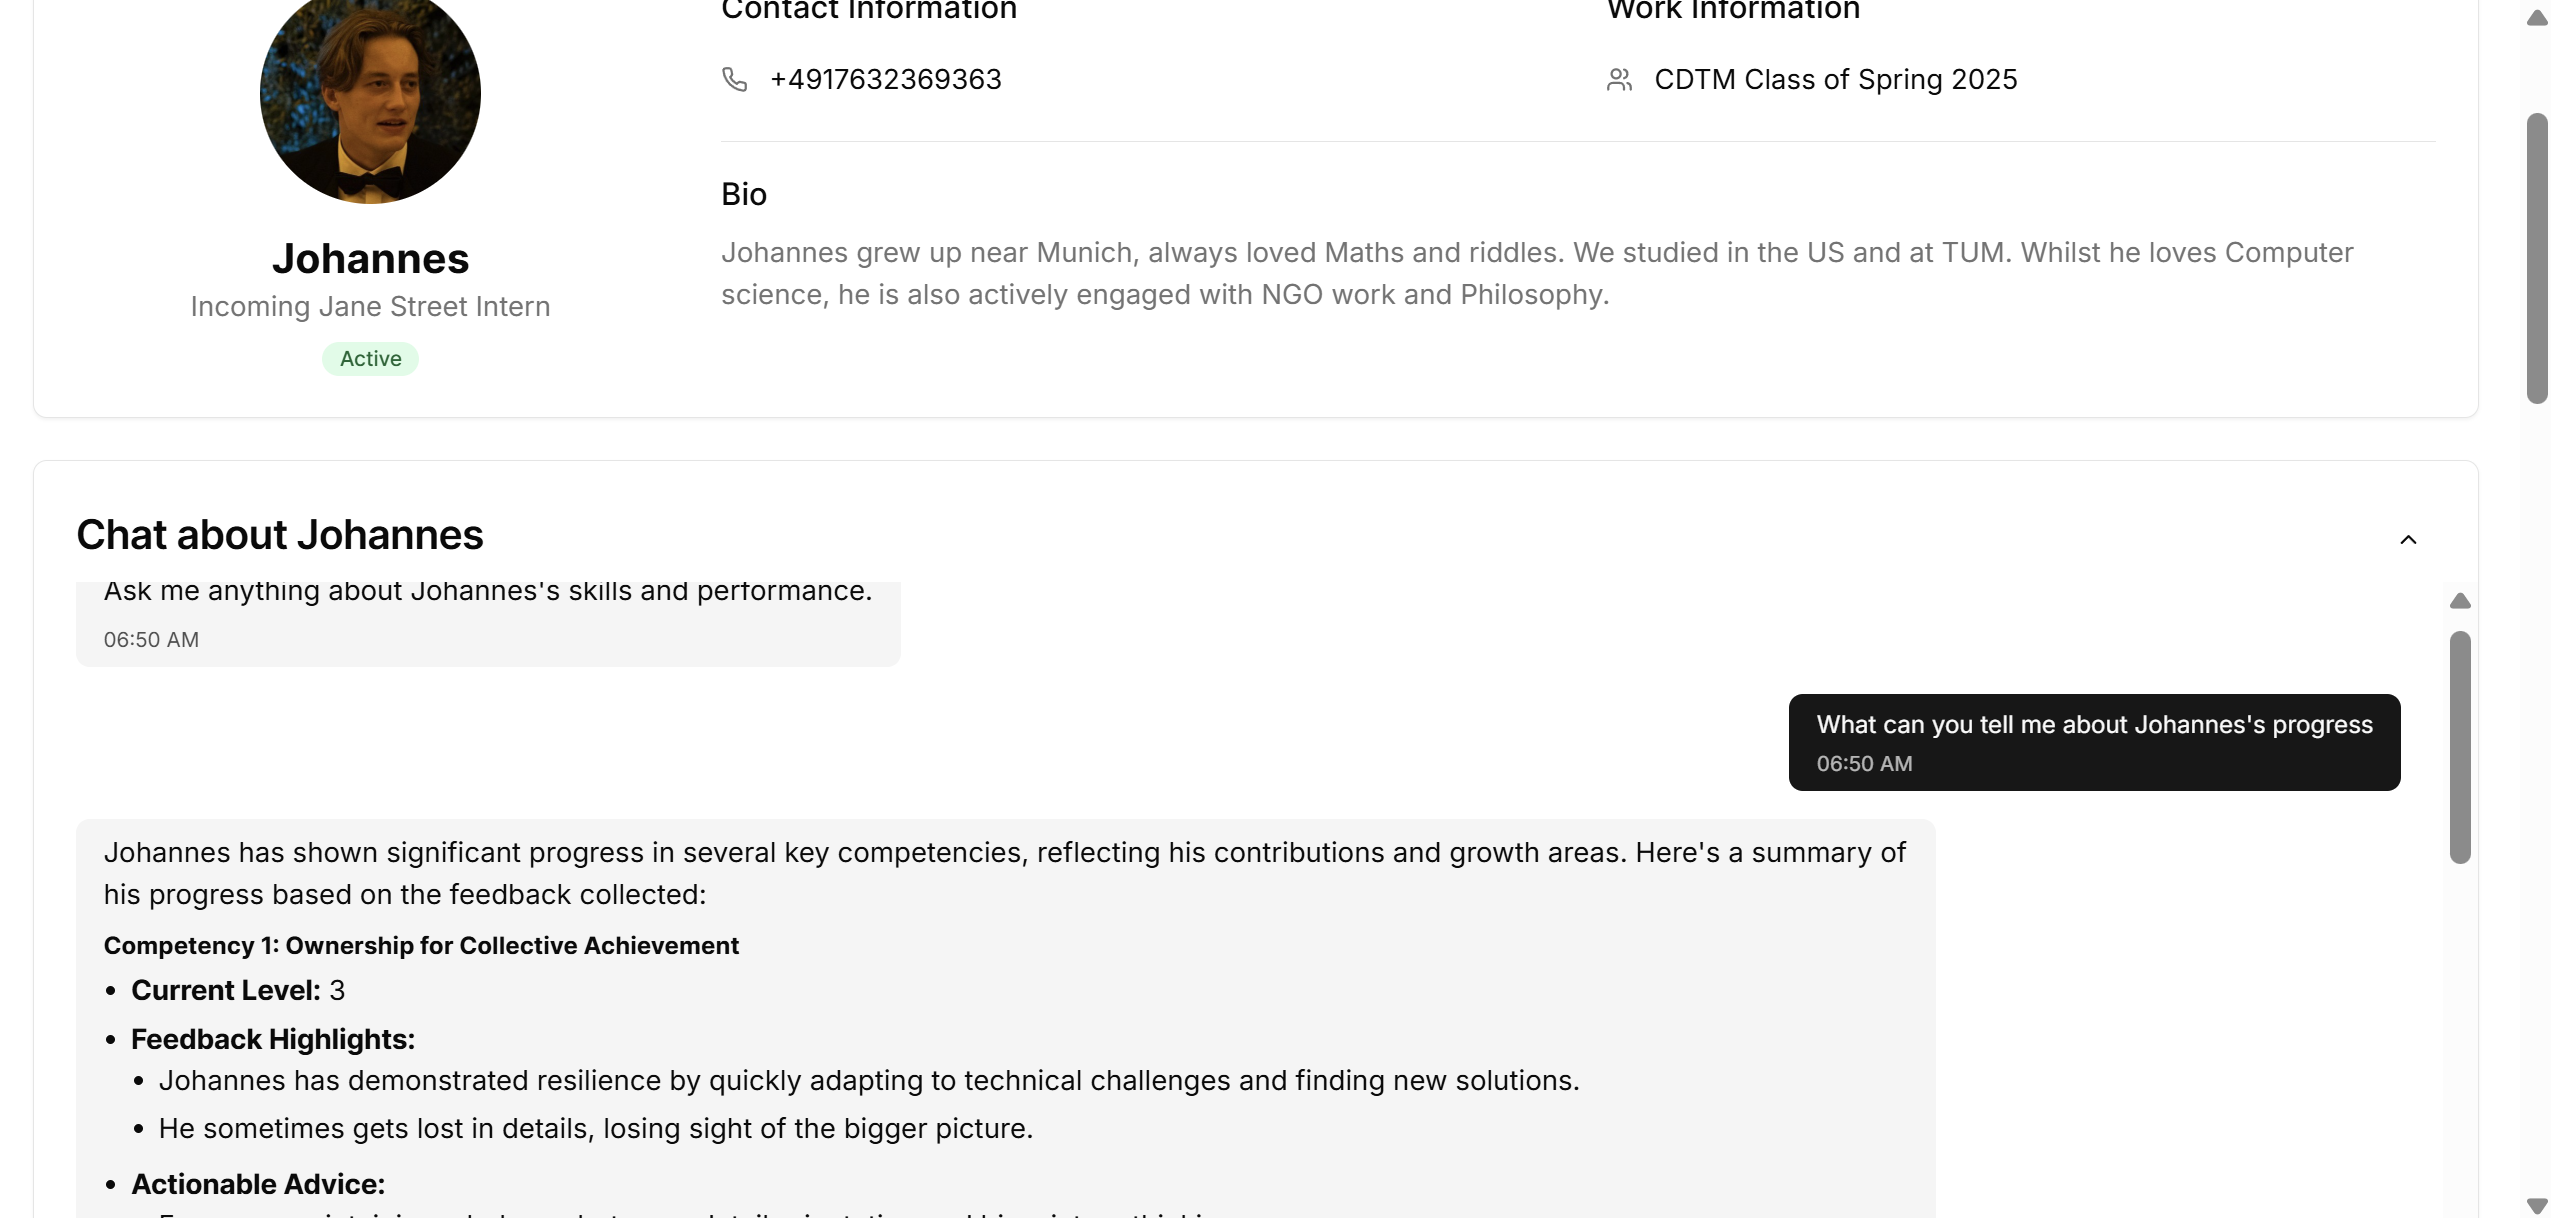 Contact Information
Work Information
+4917632369363
CDTM Class of Spring 2025
Bio
Johannes grew up near Munich, always loved Maths and riddles. We studied in the US and at TUM. Whilst he loves Computer
science, he is also actively engaged with NGO work and Philosophy.
Johannes
Incoming Jane Street Intern
Active
Chat about Johannes
Ask me anything about Johannes's skills and performance.
06:50 AM
What can you tell me about Johannes's progress
06:50 AM
Johannes has shown significant progress in several key competencies, reflecting his contributions and growth areas. Here's a summary of
his progress based on the feedback collected:
Competency 1: Ownership for Collective Achievement
• Current Level: 3
• Feedback Highlights:
• Johannes has demonstrated resilience by quickly adapting to technical challenges and finding new solutions.
• He sometimes gets lost in details, losing sight of the bigger picture.
• Actionable Advice: